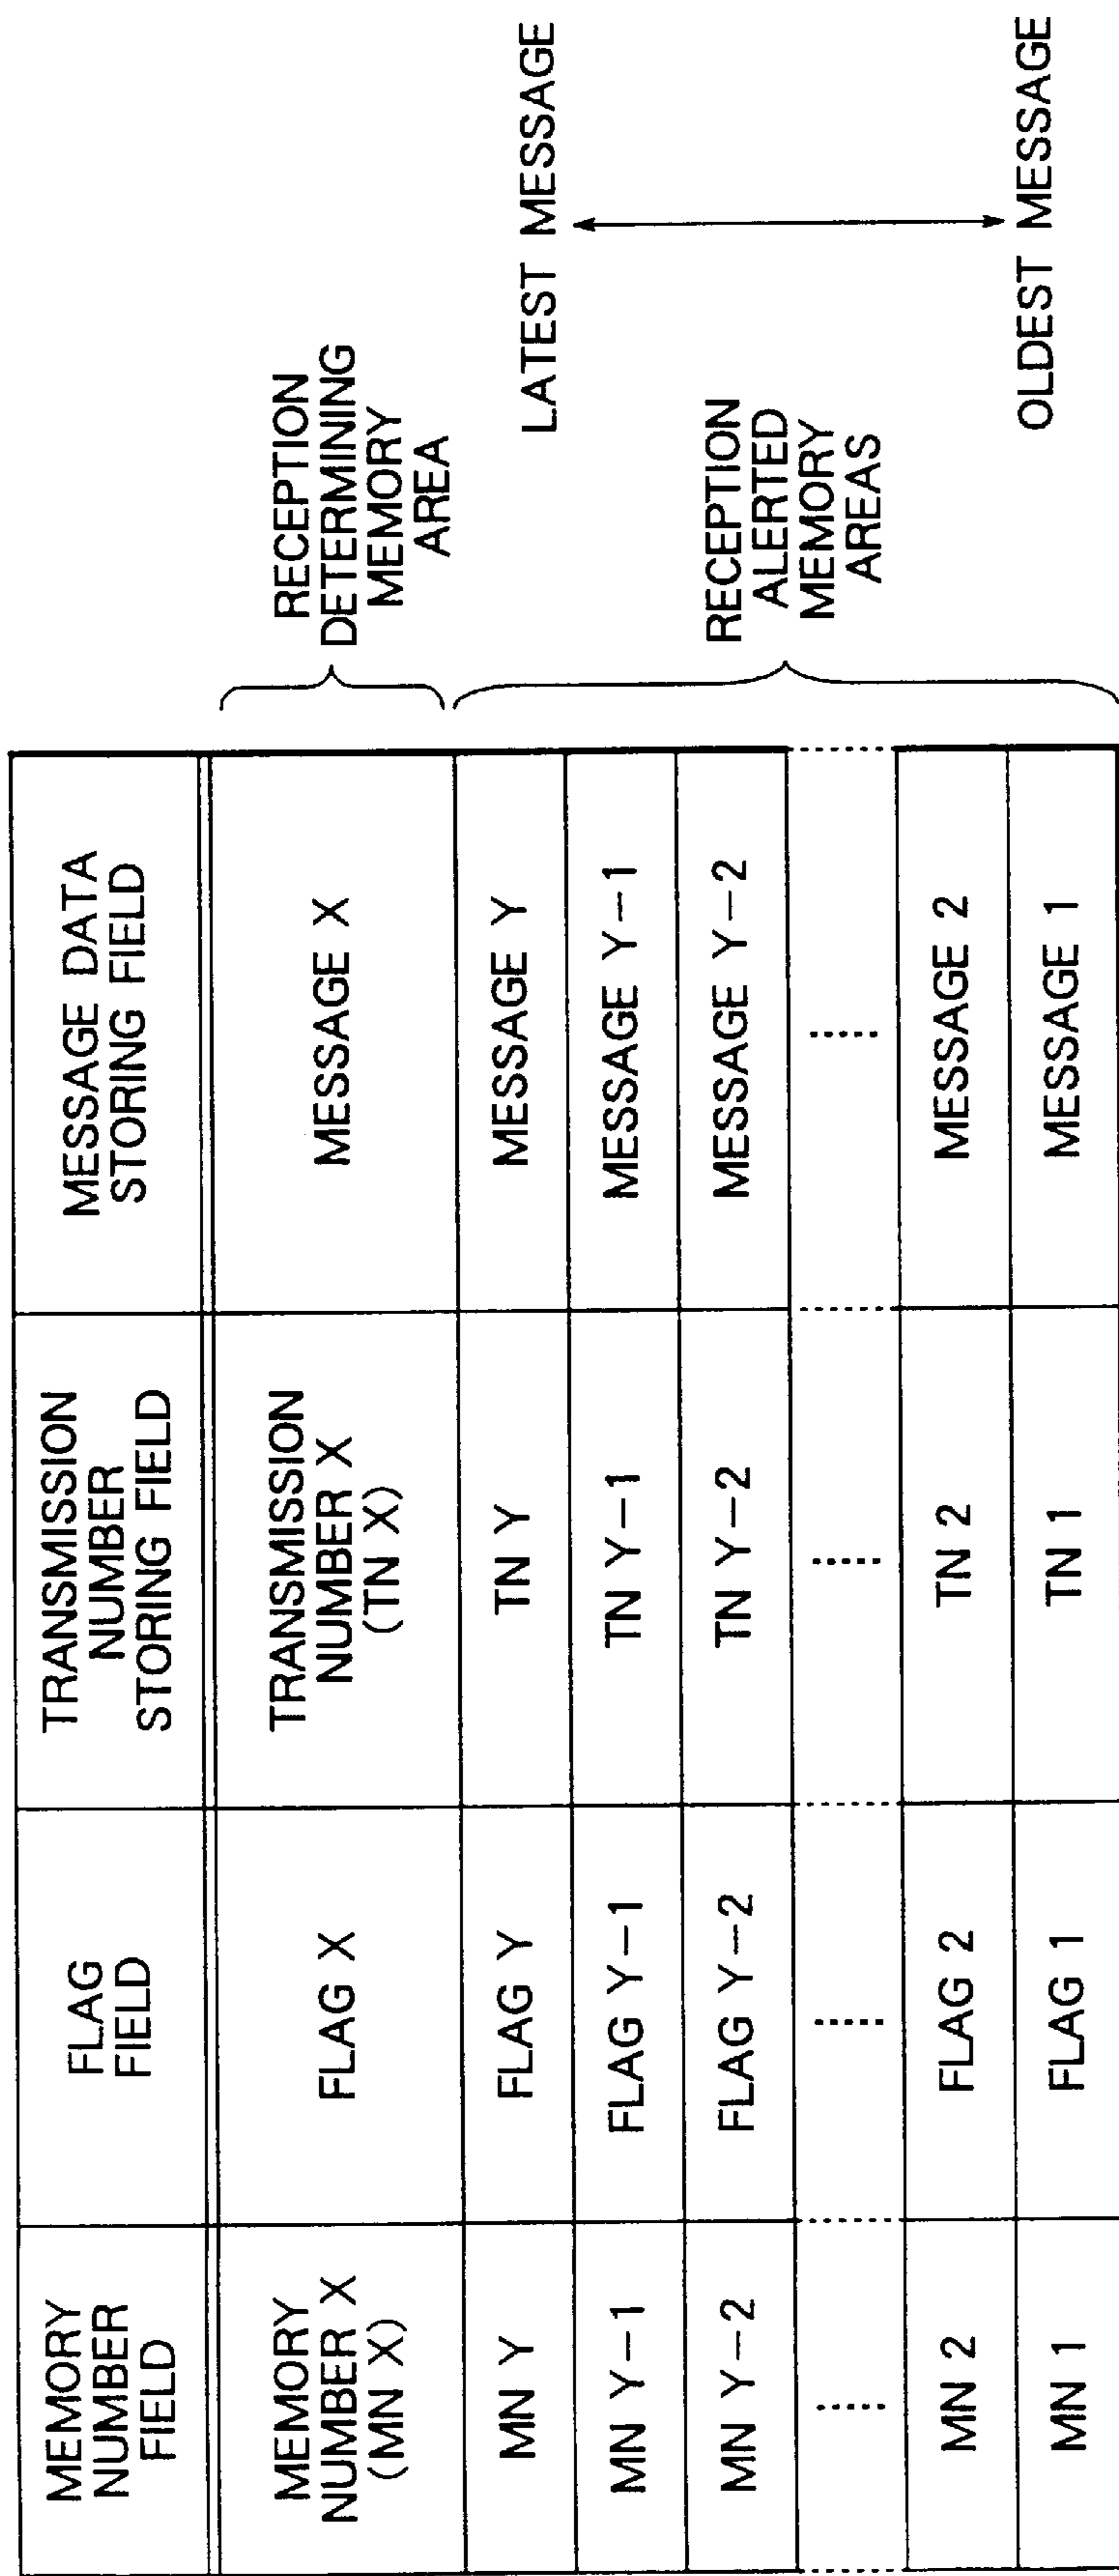 MEMORY
NUMBER
FIELD
FLAG
FIELD
TRANSMISSION
NUMBER
STORING FIELD
MESSAGE DATA
STORING FIELD
MEMORY
NUMBER X
(MN X)
FLAG X
TRANSMISSION
NUMBER X
(TN X)
MESSAGE X
RECEPTION
DETERMINING
MEMORY
AREA
MN Y
FLAG Y
TN Y
MESSAGE Y
MN Y-1
FLAG Y-1
TN Y-1
MESSAGE Y-1
MN Y-2
FLAG Y-2
TN Y-2
MESSAGE Y-2
MN 2
FLAG 2
TN 2
MESSAGE 2
MN 1
FLAG 1
TN 1
MESSAGE 1
RECEPTION
ALERTED
MEMORY
AREAS
LATEST MESSAGE
OLDEST MESSAGE